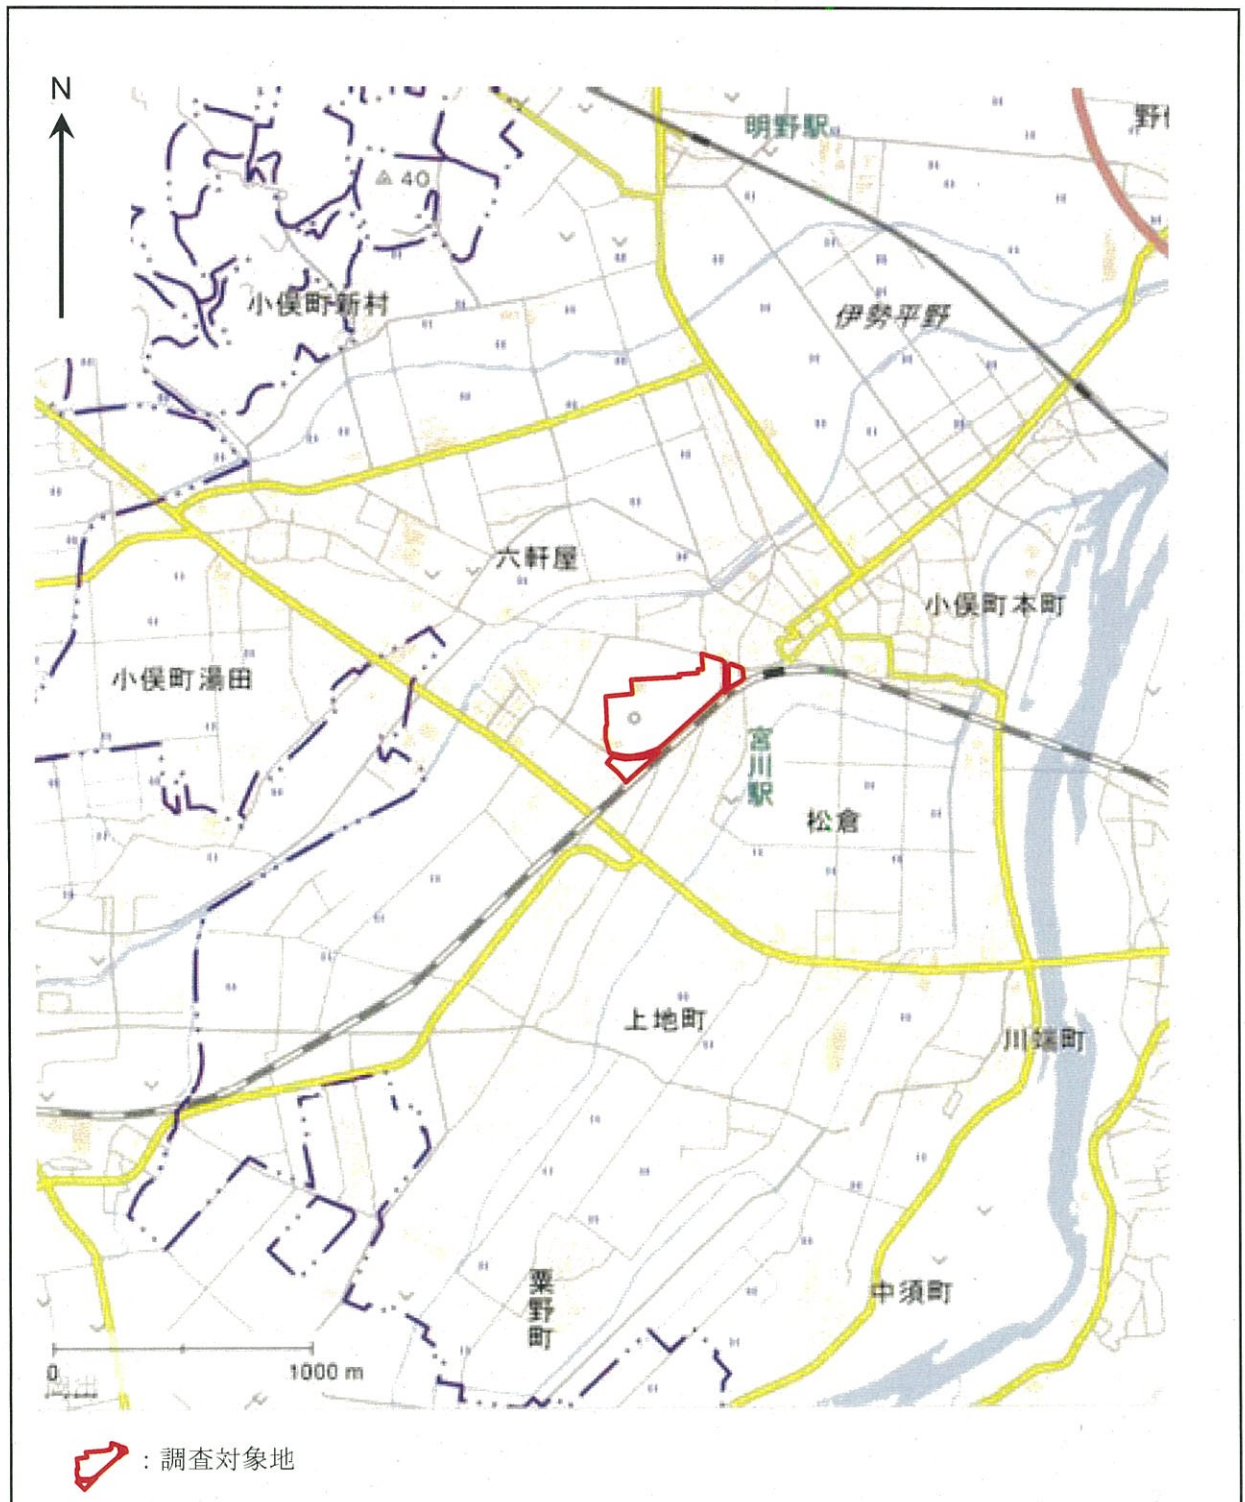 N
明野駅
野
40
小俣町新村
伊勢平野
六軒屋
小俣町本町
小俣町湯田
宮川駅
松倉
上地町
川端町
粟野町
中須町
0
1000 m
：調査対象地